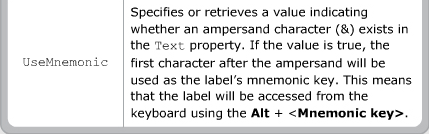 Specifies or retrieves a value indicating
whether an ampersand character (&) exists in
the Text property. If the value is true, the
UseMnemonic
first character after the ampersand will be
used as the label's mnemonic key. This means
that the label will be accessed from the
keyboard using the Alt + <Mnemonic key>.